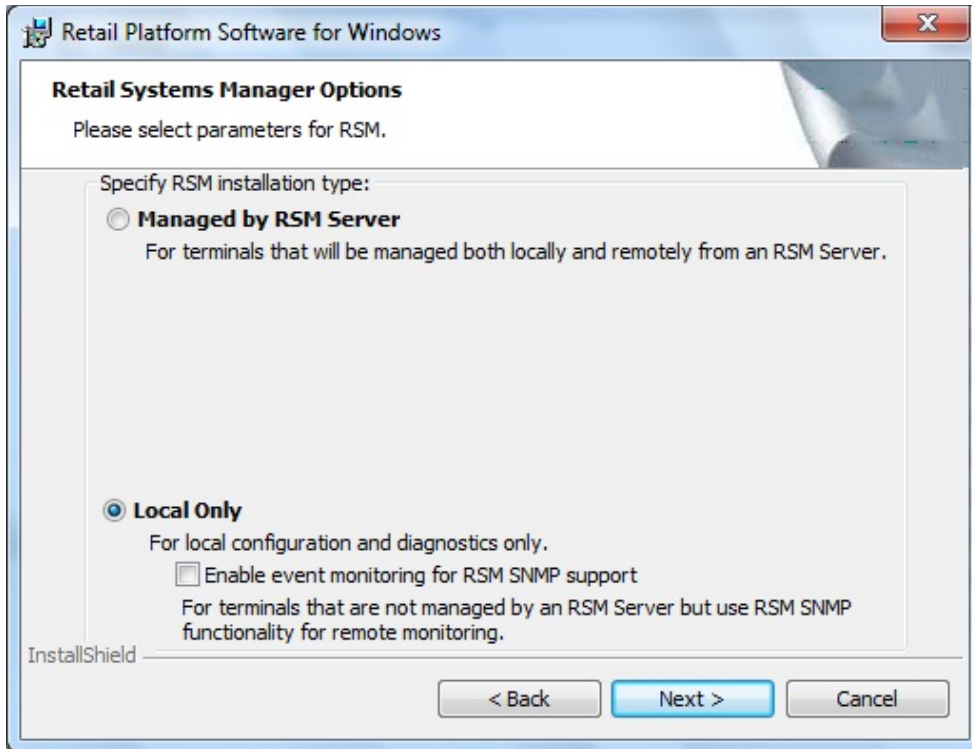 Retail Platform Software for Windows
Retail Systems Manager Options
Please select parameters for RSM.
Specify RSM installation type:
Managed by RSM Server
For terminals that will be managed both locally and remotely from an RSM Server.
Local Only
For local configuration and diagnostics only.
Enable event monitoring for RSM SNMP support
For terminals that are not managed by an RSM Server but use RSM SNMP
functionality for remote monitoring.
InstallShield
< Back Next > Cancel